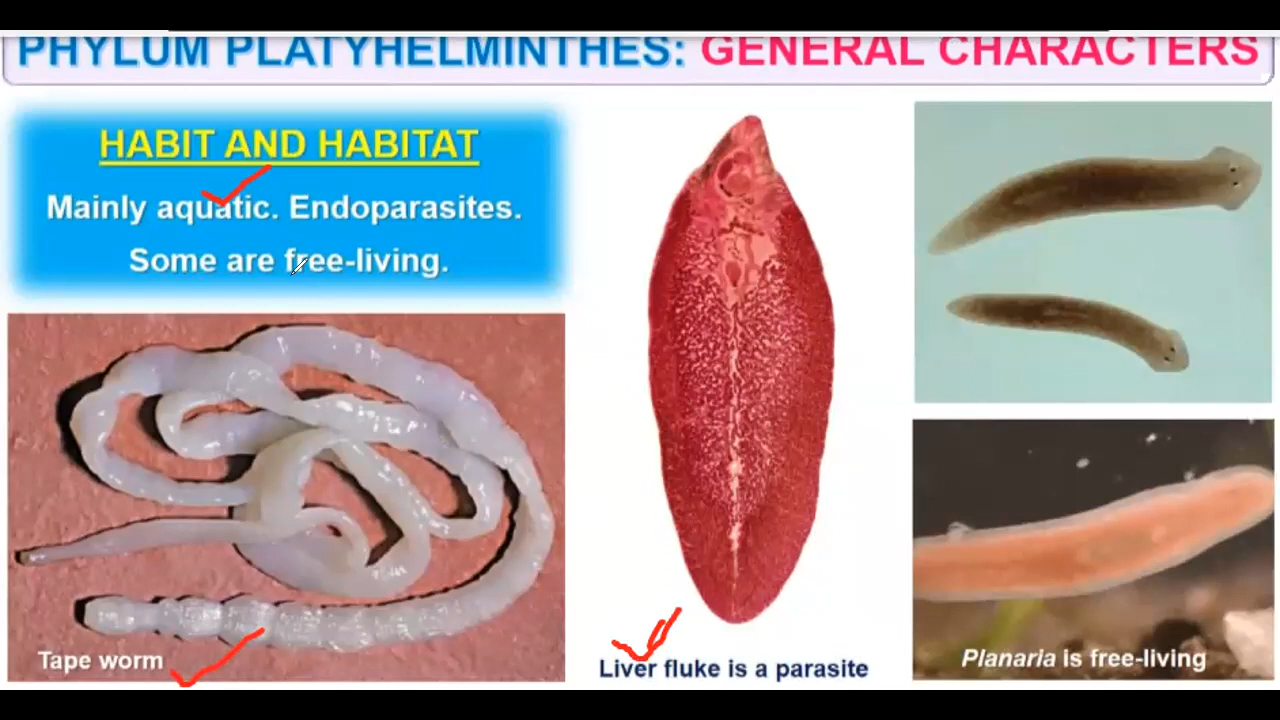 PHYLUM PLATYHELMINTHES: GENERAL CHARACTERS
HABIT AND HABITAT
Mainly aquatic. Endoparasites.
Some are free-living.
Tape worm
Liver fluke is a parasite
Planaria is free-living